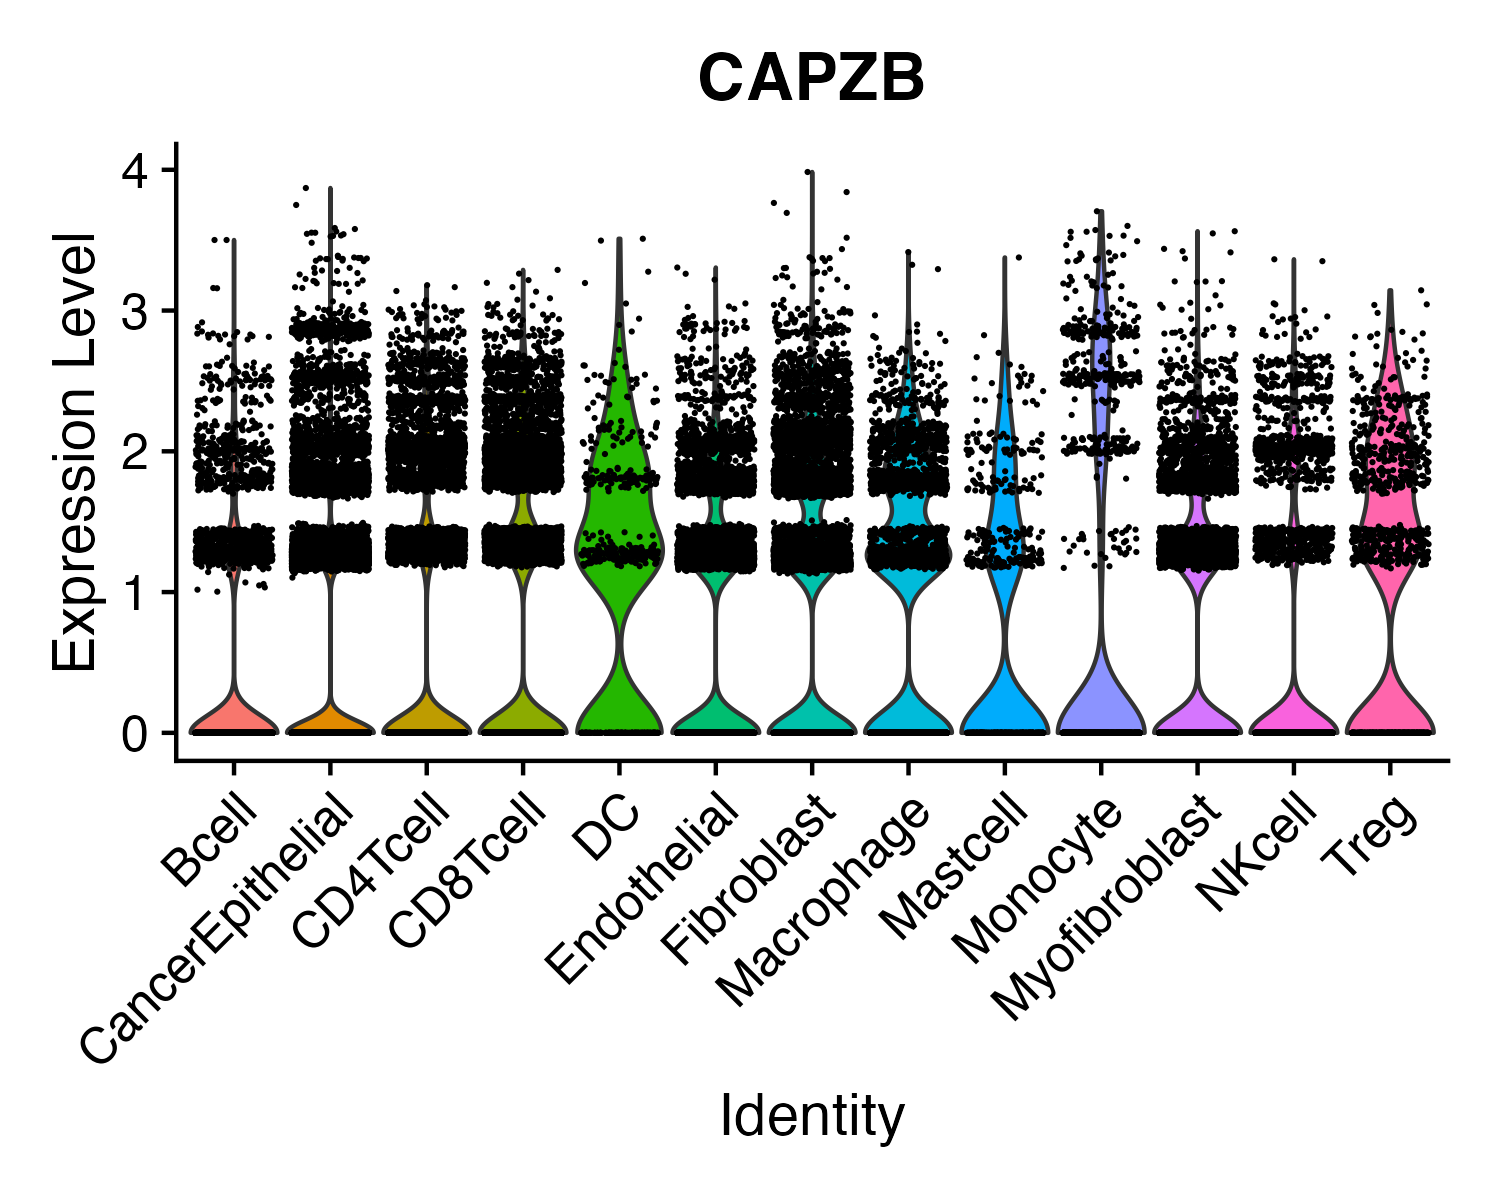 CAPZB
Expression Level
4
3
2
1
0
Bcell
CancerEpithelial
CD4Tcell
CD8Tcell
DC
Endothelial
Fibroblast
Macrophage
Mastcell
Monocyte
Myofibroblast
NKcell
Treg
Identity